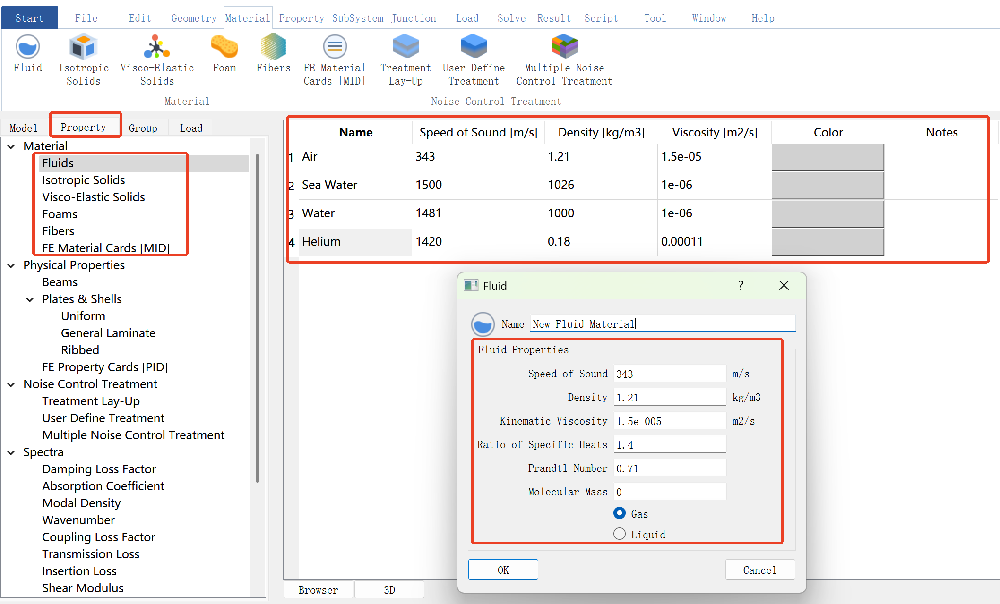 Start File Edit Geometry Material Property SubSystem Junction Load Solve Result Script Tool Window Help
Fluid
Isotropic Solids
Visco-Elastic Solids
Foam
Fibers
FE Material Cards [MID]
Treatment Lay-Up
User Define Treatment
Multiple Noise Control Treatment
Material
Noise Control Treatment
Model Property Group Load
Material
Fluids
Isotropic Solids
Visco-Elastic Solids
Foams
Fibers
FE Material Cards [MID]
Physical Properties
Beams
Plates & Shells
Uniform
General Laminate
Ribbed
FE Property Cards [PID]
Noise Control Treatment
Treatment Lay-Up
User Define Treatment
Multiple Noise Control Treatment
Spectra
Damping Loss Factor
Absorption Coefficient
Modal Density
Wavenumber
Coupling Loss Factor
Transmission Loss
Insertion Loss
Shear Modulus
Name Speed of Sound [m/s] Density [kg/m3] Viscosity [m2/s] Color Notes
1 Air 343 1.21 1.5e-05
2 Sea Water 1500 1026 1e-06
3 Water 1481 1000 1e-06
4 Helium 1420 0.18 0.00011
Fluid ?
Name New Fluid Material
Fluid Properties
Speed of Sound 343 m/s
Density 1.21 kg/m3
Kinematic Viscosity 1.5e-005 m2/s
Ratio of Specific Heats 1.4
Prandtl Number 0.71
Molecular Mass 0
Gas
Liquid
OK Cancel
Browser 3D